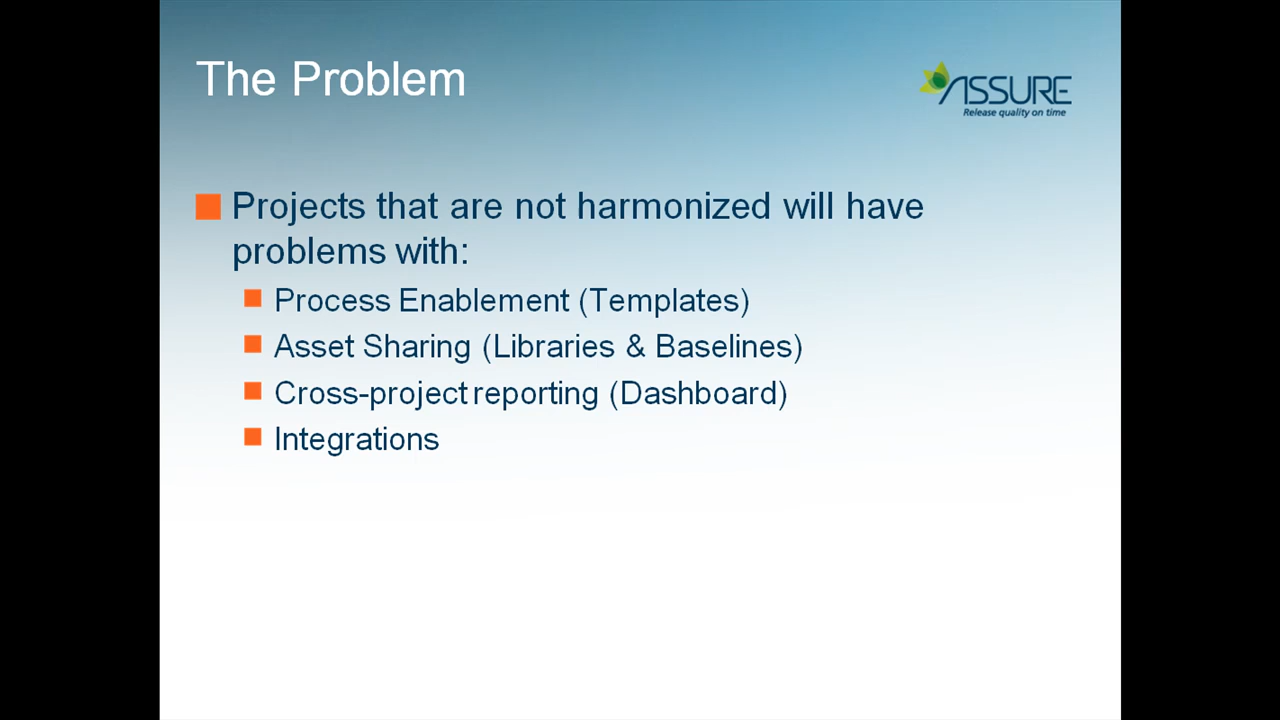 The Problem
ASSURE
Release quality on time
Projects that are not harmonized will have
problems with:
Process Enablement (Templates)
Asset Sharing (Libraries & Baselines)
Cross-project reporting (Dashboard)
Integrations